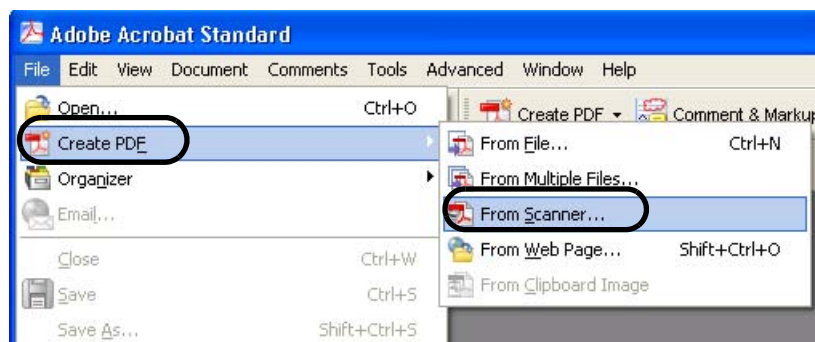 Adobe Acrobat Standard
File Edit View Document Comments Tools Advanced Window Help
Open... Ctrl+O
Create PDF Comment & Markup
Create PDF
From File... Ctrl+N
Organizer
From Multiple Files...
Email...
From Scanner...
Close Ctrl+W
From Web Page... Shift+Ctrl+O
Save Ctrl+S
From Clipboard Image
Save As... Shift+Ctrl+S